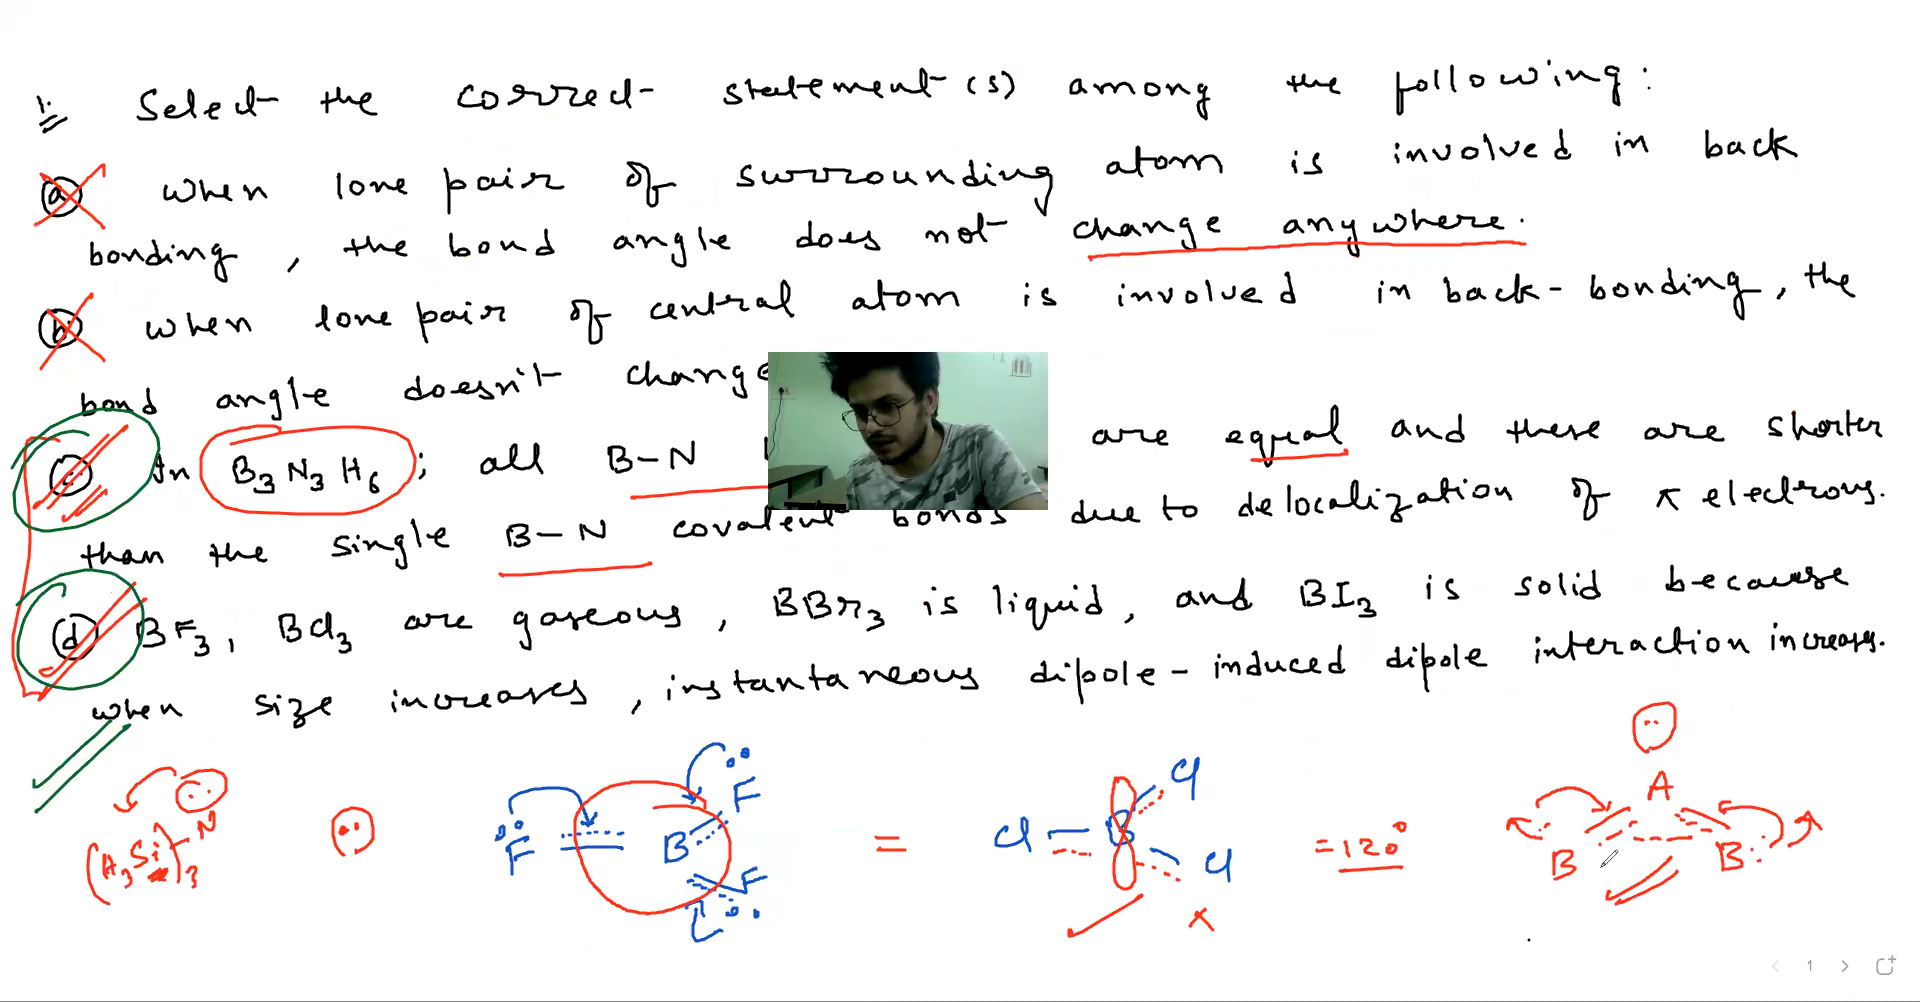 1. Select the correct statement(s) among the following:
(a) when lone pair of surrounding atom is involved in back
bonding, the bond angle does not change anywhere.
(b) when lone pair of central atom is involved in back-bonding, the
bond angle doesn't change
(c) In B3N3H6; all B-N are equal and these are shorter
than the single B-N covalent bonds due to delocalization of π electrons.
(d) BF3, BCl3 are gaseous, BBr3 is liquid, and BI3 is solid because
when size increases, instantaneous dipole-induced dipole interaction increases.
(H3Si)3 N
F B F F
=
Cl B Cl Cl
=120°
A B B
1